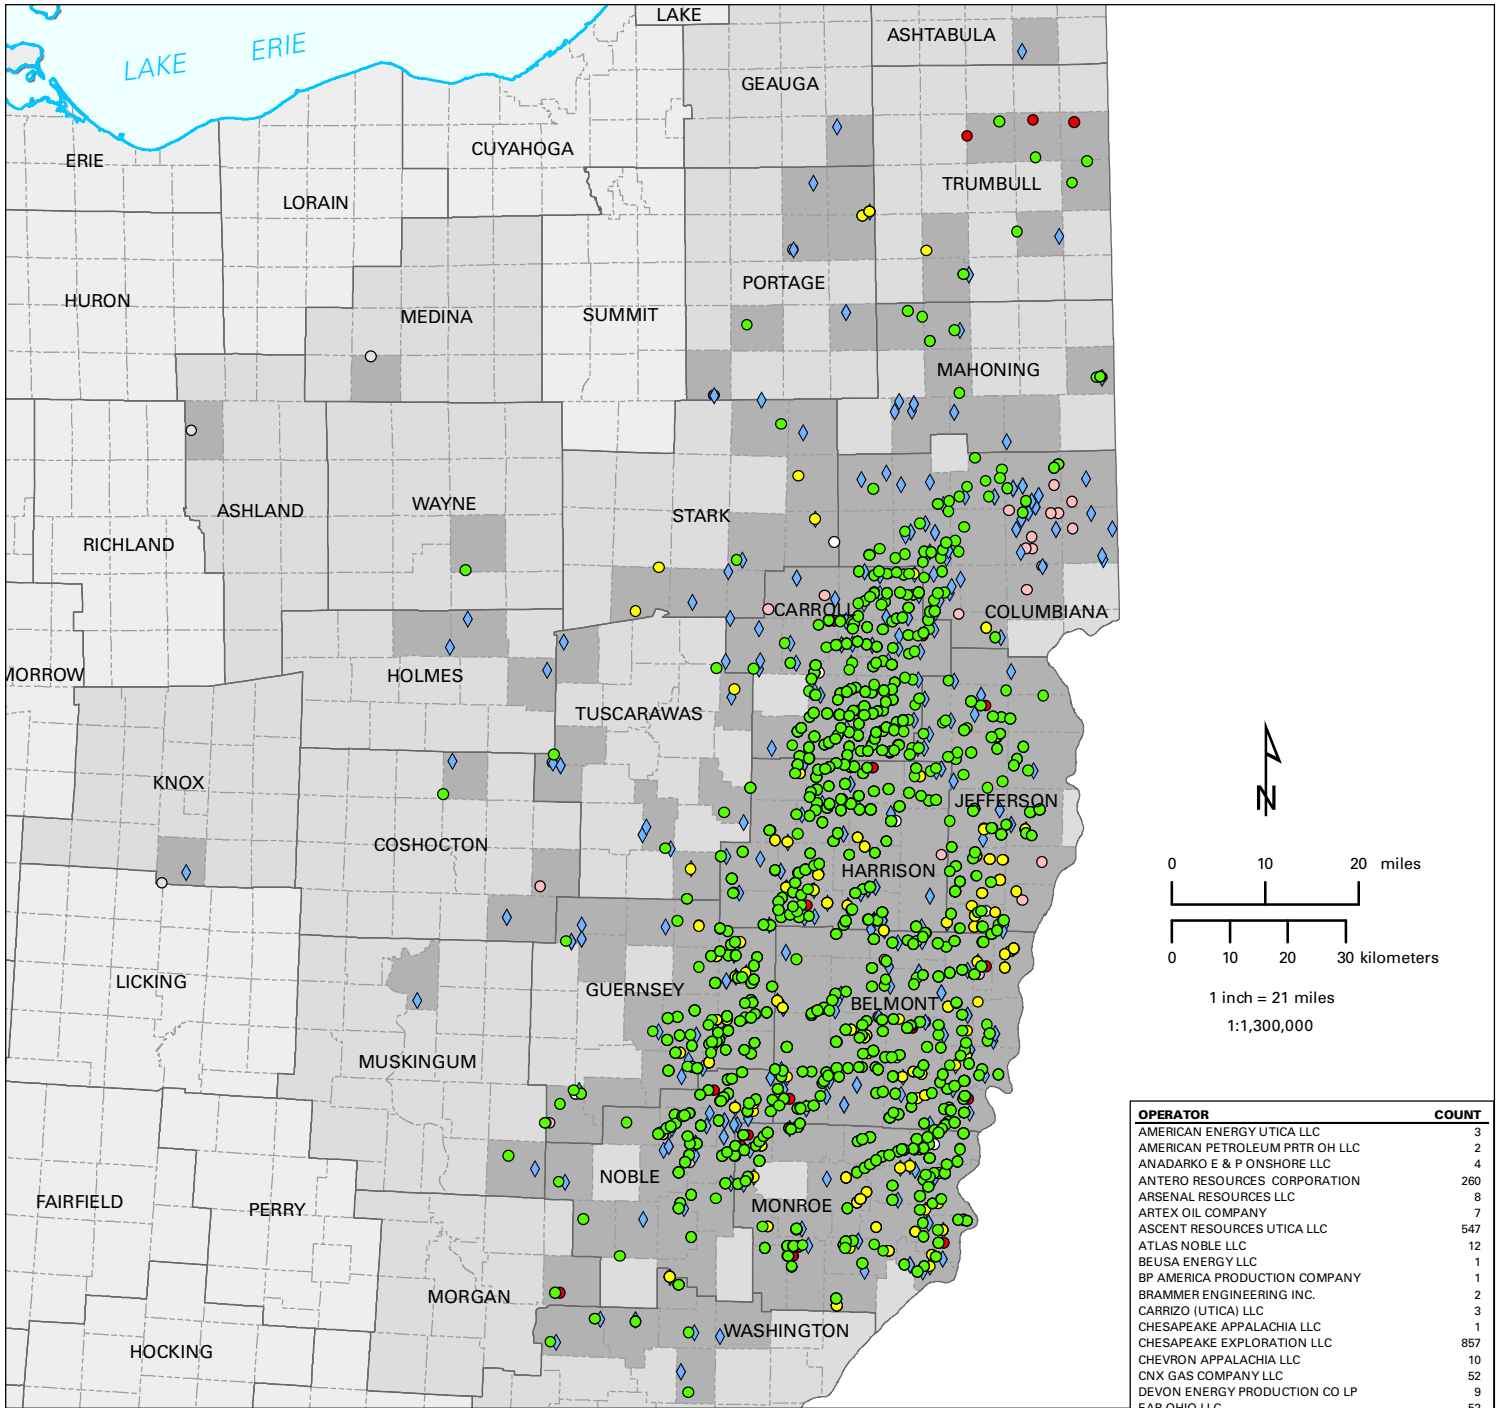 LAKE
ASHTABULA
LAKE ERIE
GEAUGA
CUYAHOGA
ERIE
TRUMBULL
LORAIN
PORTAGE
HURON
MEDINA
SUMMIT
MAHONING
WAYNE
ASHLAND
STARK
RICHLAND
CARROLL
COLUMBIANA
MORROW
HOLMES
TUSCARAWAS
KNOX
JEFFERSON
COSHOCTON
HARRISON
LICKING
GUERNSEY
BELMONT
MUSKINGUM
NOBLE
FAIRFIELD
PERRY
MONROE
MORGAN
WASHINGTON
HOCKING
N
0 10 20 miles
0 10 20 30 kilometers
1 inch = 21 miles
1:1,300,000
OPERATOR COUNT
AMERICAN ENERGY UTICA LLC 3
AMERICAN PETROLEUM PRTR OH LLC 2
ANADARKO E & P ONSHORE LLC 4
ANTERO RESOURCES CORPORATION 260
ARSENAL RESOURCES LLC 8
ARTEX OIL COMPANY 7
ASCENT RESOURCES UTICA LLC 547
ATLAS NOBLE LLC 12
BEUSA ENERGY LLC 1
BP AMERICA PRODUCTION COMPANY 1
BRAMMER ENGINEERING INC. 2
CARRIZO (UTICA) LLC 3
CHESAPEAKE APPALACHIA LLC 1
CHESAPEAKE EXPLORATION LLC 857
CHEVRON APPALACHIA LLC 10
CNX GAS COMPANY LLC 52
DEVON ENERGY PRODUCTION CO LP 9
EAP OHIO LLC 52